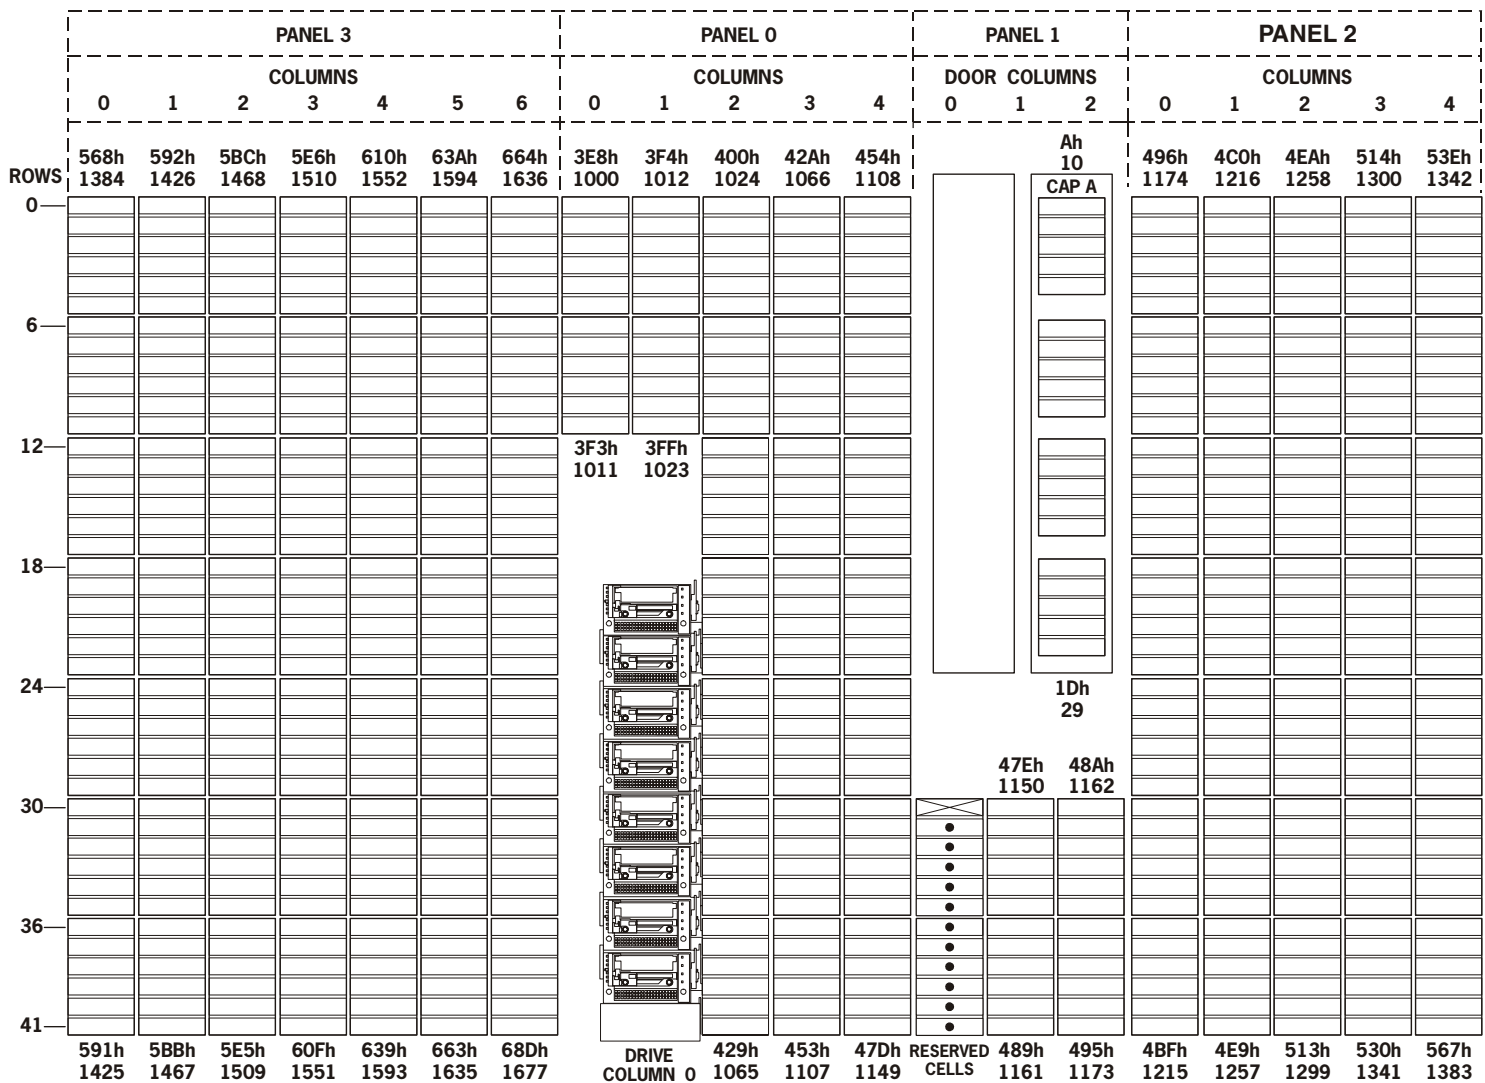 PANEL 3 PANEL 0 PANEL 1 PANEL 2
COLUMNS COLUMNS DOOR COLUMNS COLUMNS
0 1 2 3 4 5 6 0 1 2 3 4 0 1 2 0 1 2 3 4
Ah
10
568h 592h 5BCh 5E6h 610h 63Ah 664h 3E8h 3F4h 400h 42Ah 454h 496h 4C0h 4EAh 514h 53Eh
ROWS 1384 1426 1468 1510 1552 1594 1636 1000 1012 1024 1066 1108 1174 1216 1258 1300 1342
CAP A
0
6
12
3F3h 3FFh
1011 1023
18
24
1Dh
29
47Eh 48Ah
1150 1162
30
36
41
591h 5BBh 5E5h 60Fh 639h 663h 68Dh DRIVE 429h 453h 47Dh RESERVED 489h 495h 4BFh 4E9h 513h 530h 567h
1425 1467 1509 1551 1593 1635 1677 COLUMN 0 1065 1107 1149 CELLS 1161 1173 1215 1257 1299 1341 1383